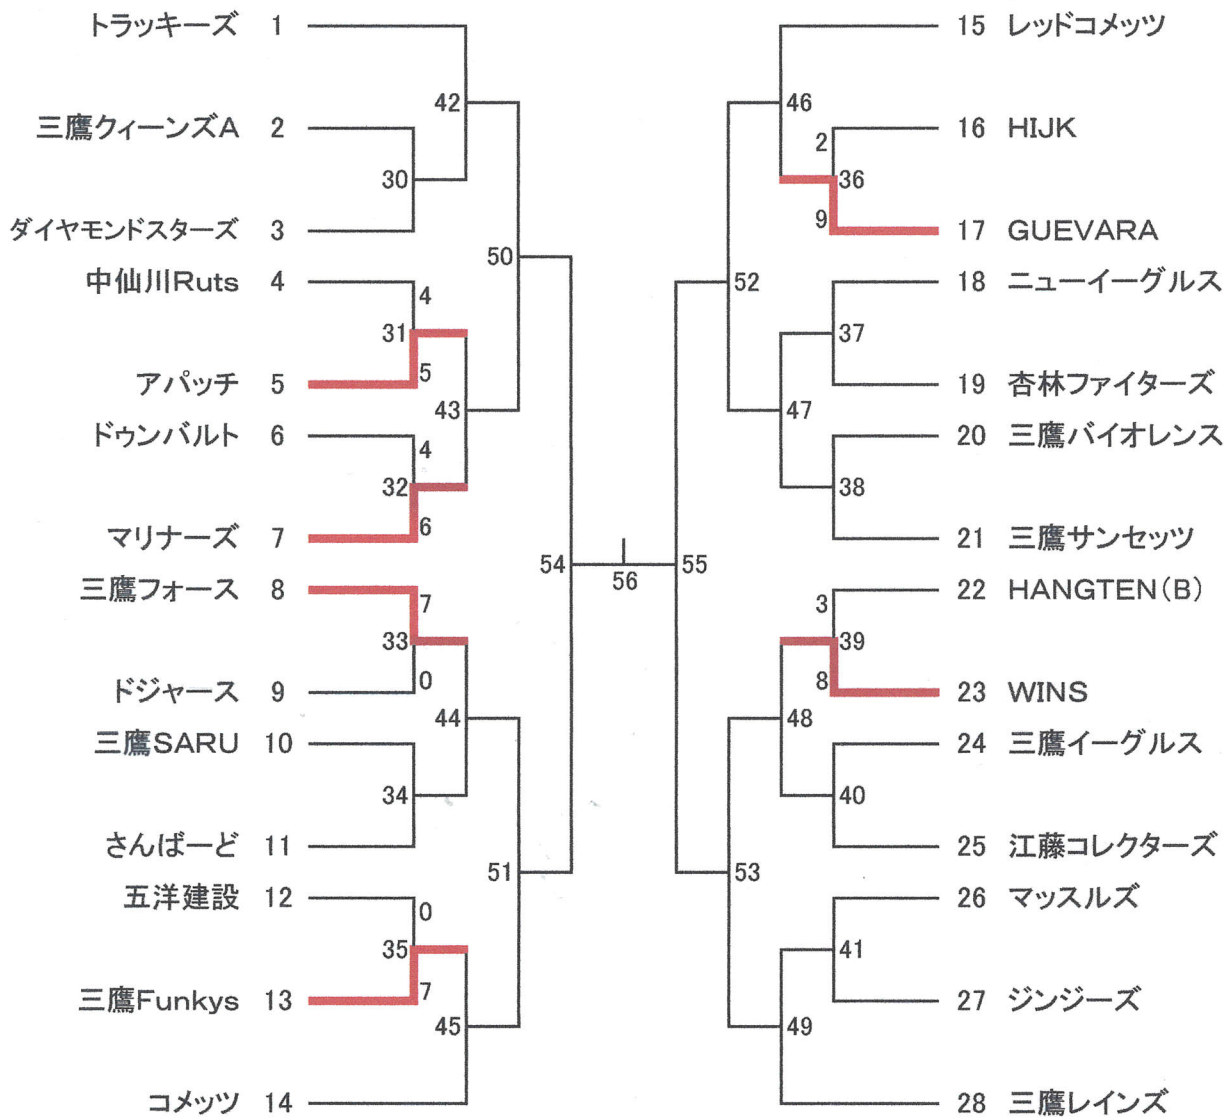 トラッキーズ 1
42
三鷹クィーンズA 2
30
ダイヤモンドスターズ 3
50
中仙川Ruts 4
4
31
5
アパッチ 5
43
ドゥンバルト 6
4
32
6
マリナーズ 7
54
三鷹フォース 8
7
33
0
ドジャース 9
44
三鷹SARU 10
34
さんばーど 11
51
五洋建設 12
0
35
7
三鷹Funkys 13
45
コメッツ 14
56
15 レッドコメッツ
46
16 HIJK
2
36
9
17 GUEVARA
52
18 ニューイーグルス
37
19 杏林ファイターズ
47
20 三鷹バイオレンス
38
21 三鷹サンセッツ
55
22 HANGTEN(B)
3
39
8
23 WINS
48
24 三鷹イーグルス
40
25 江藤コレクターズ
53
26 マッスルズ
41
27 ジンジーズ
49
28 三鷹レインズ